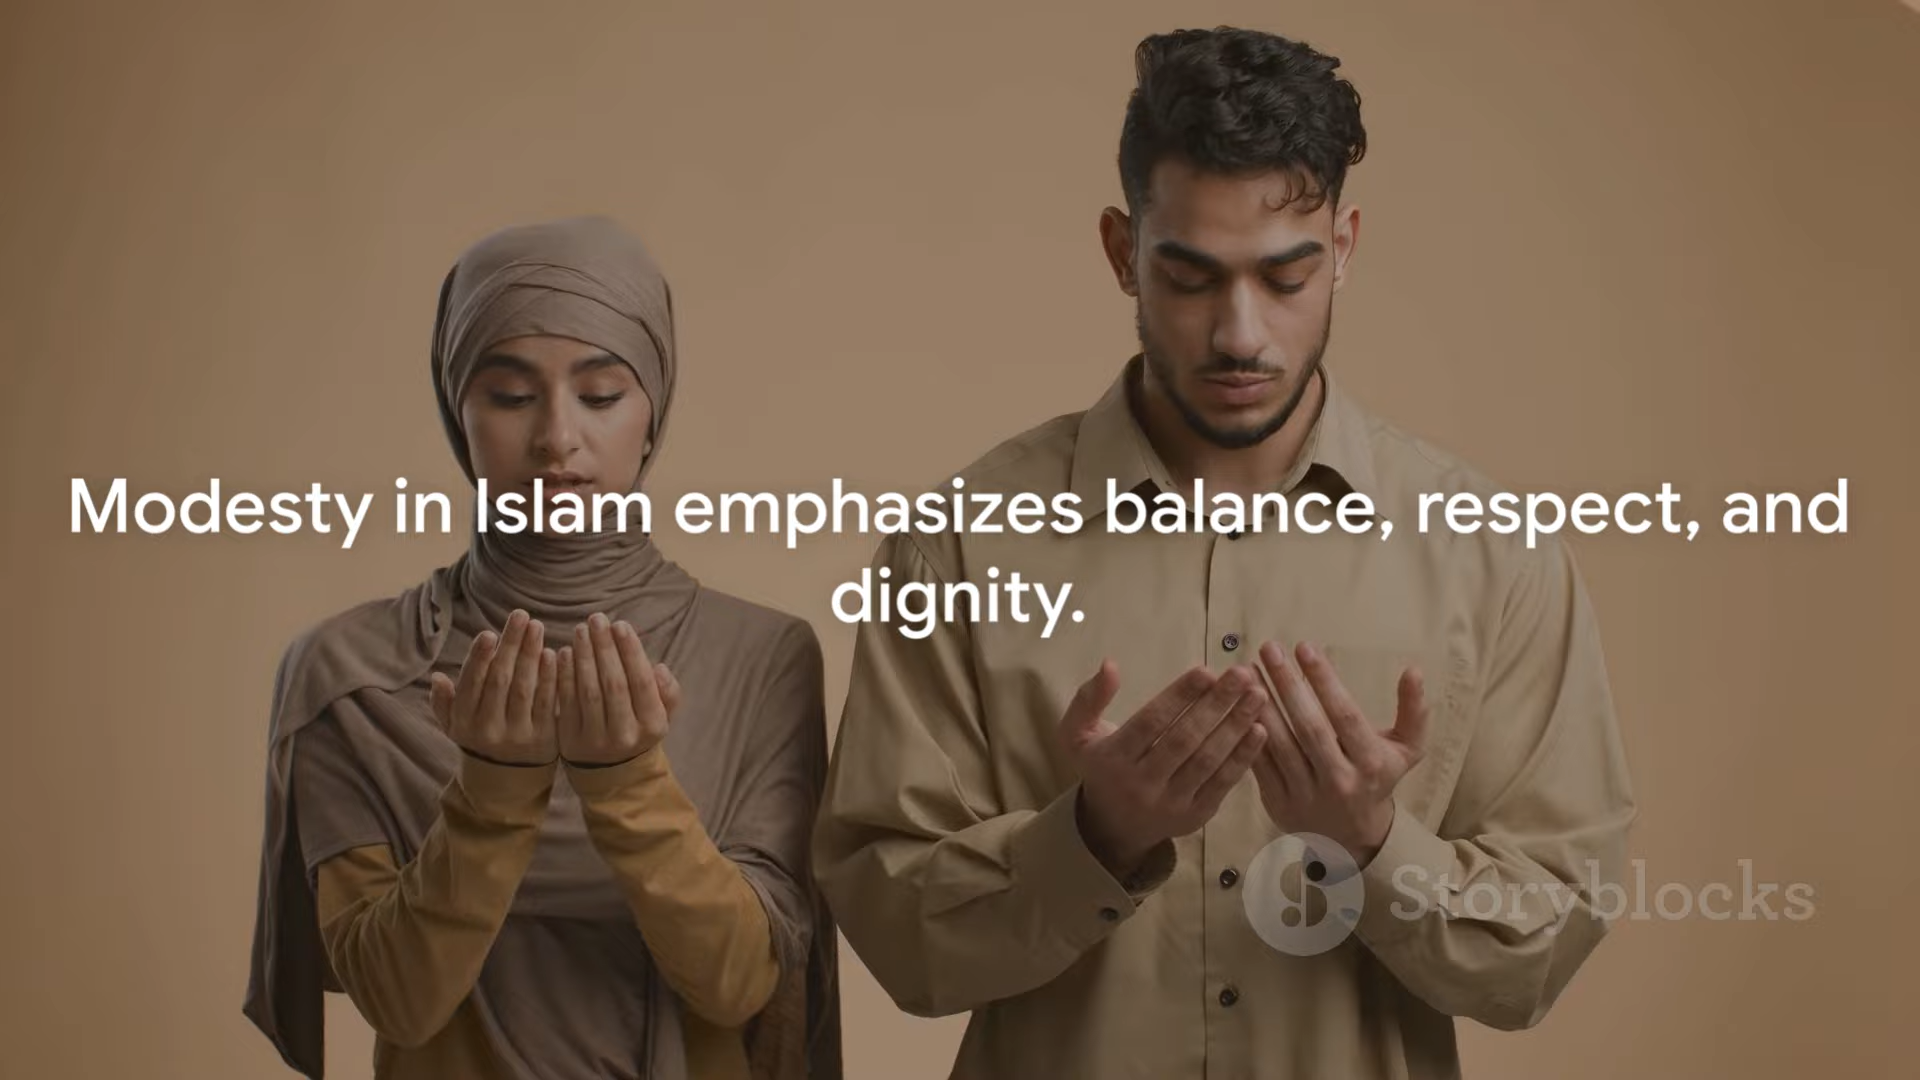 Modesty in Islam emphasizes balance, respect, and
dignity.
Storyblocks